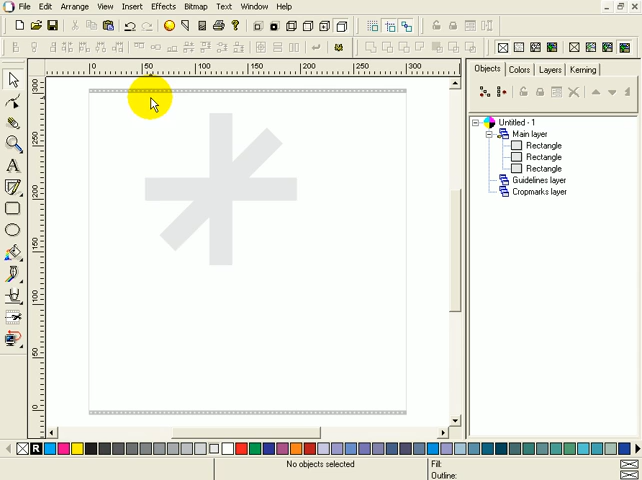 File Edit Arrange View Insert Effects Bitmap Text Window Help
Objects Colors Layers Kerning
0 50 100 150 200 250 300
300
250
200
150
100
50
0
Untitled - 1
Main layer
Rectangle
Rectangle
Rectangle
Guidelines layer
Cropmarks layer
A
R
No objects selected
Fill:
Outline: